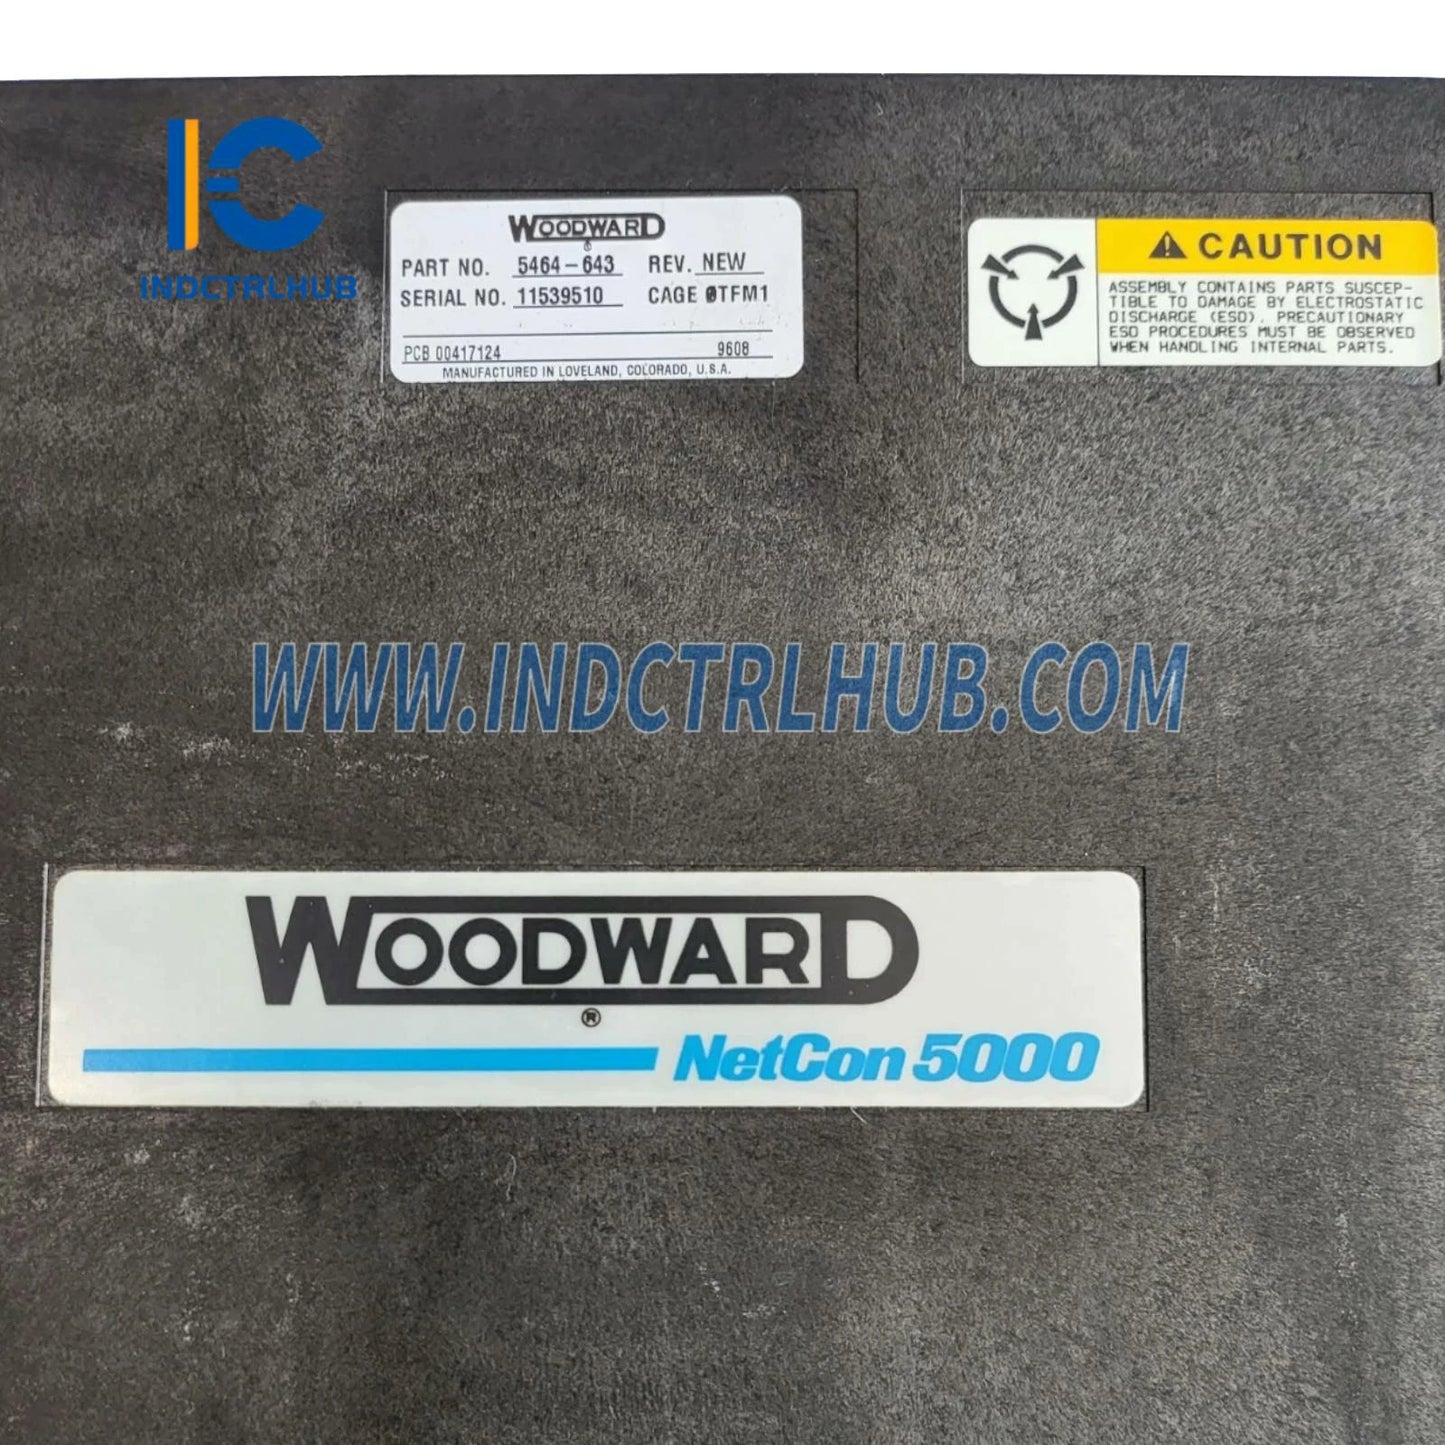 INDCTRLHUB
WOODWARD
®
PART NO. 5464-643 REV. NEW
SERIAL NO. 11539510 CAGE 0TFM1
PCB 00417124 9608
MANUFACTURED IN LOVELAND, COLORADO, U.S.A.
CAUTION
ASSEMBLY CONTAINS PARTS SUSCEP-
TIBLE TO DAMAGE BY ELECTROSTATIC
DISCHARGE (ESD). PRECAUTIONARY
ESD PROCEDURES MUST BE OBSERVED
WHEN HANDLING INTERNAL PARTS.
WWW.INDCTRLHUB.COM
WOODWARD
®
NetCon 5000